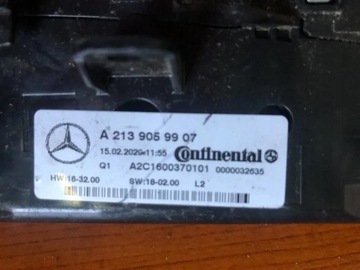 A 213 905 99 07
15.02.2020-11:55 Continental
Q1 A2C1600370101 0000032635
HW:16-32.00 SW:18-02.00 L2